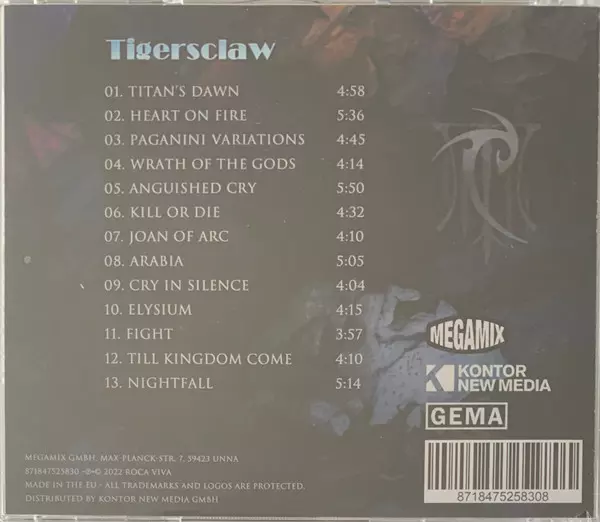 Tigersclaw
01. TITAN'S DAWN 4:58
02. HEART ON FIRE 5:36
03. PAGANINI VARIATIONS 4:45
04. WRATH OF THE GODS 4:14
05. ANGUISHED CRY 5:50
06. KILL OR DIE 4:32
07. JOAN OF ARC 4:10
08. ARABIA 5:05
09. CRY IN SILENCE 4:04
10. ELYSIUM 4:15
11. FIGHT 3:57
12. TILL KINGDOM COME 4:10
13. NIGHTFALL 5:14
MEGAMIX
KONTOR
NEW MEDIA
GEMA
MEGAMIX GMBH, MAX-PLANCK-STR. 7, 59423 UNNA
871847525830 ℗+© 2022 ROCA VIVA
MADE IN THE EU - ALL TRADEMARKS AND LOGOS ARE PROTECTED.
DISTRIBUTED BY KONTOR NEW MEDIA GMBH
8718475258308